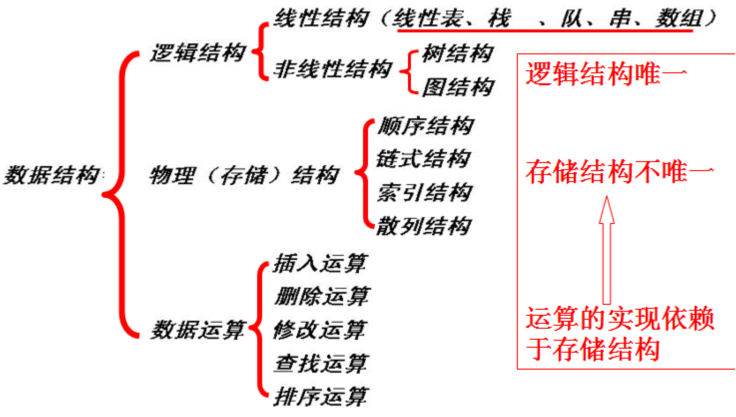 线性结构（线性表、栈 、队、串、数组）
逻辑结构
非线性结构
树结构
图结构
逻辑结构唯一
顺序结构
链式结构
数据结构
物理（存储）结构
存储结构不唯一
索引结构
散列结构
插入运算
删除运算
数据运算
修改运算
运算的实现依赖
于存储结构
查找运算
排序运算